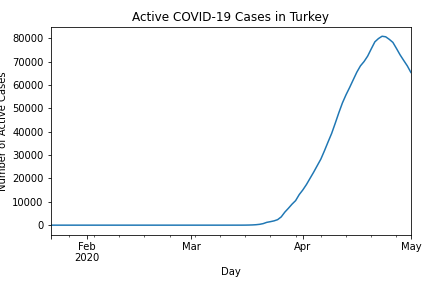 Active COVID-19 Cases in Turkey
80000
70000
60000
50000
40000
30000
20000
10000
0
Number of Active Cases
Feb
2020
Mar
Apr
May
Day